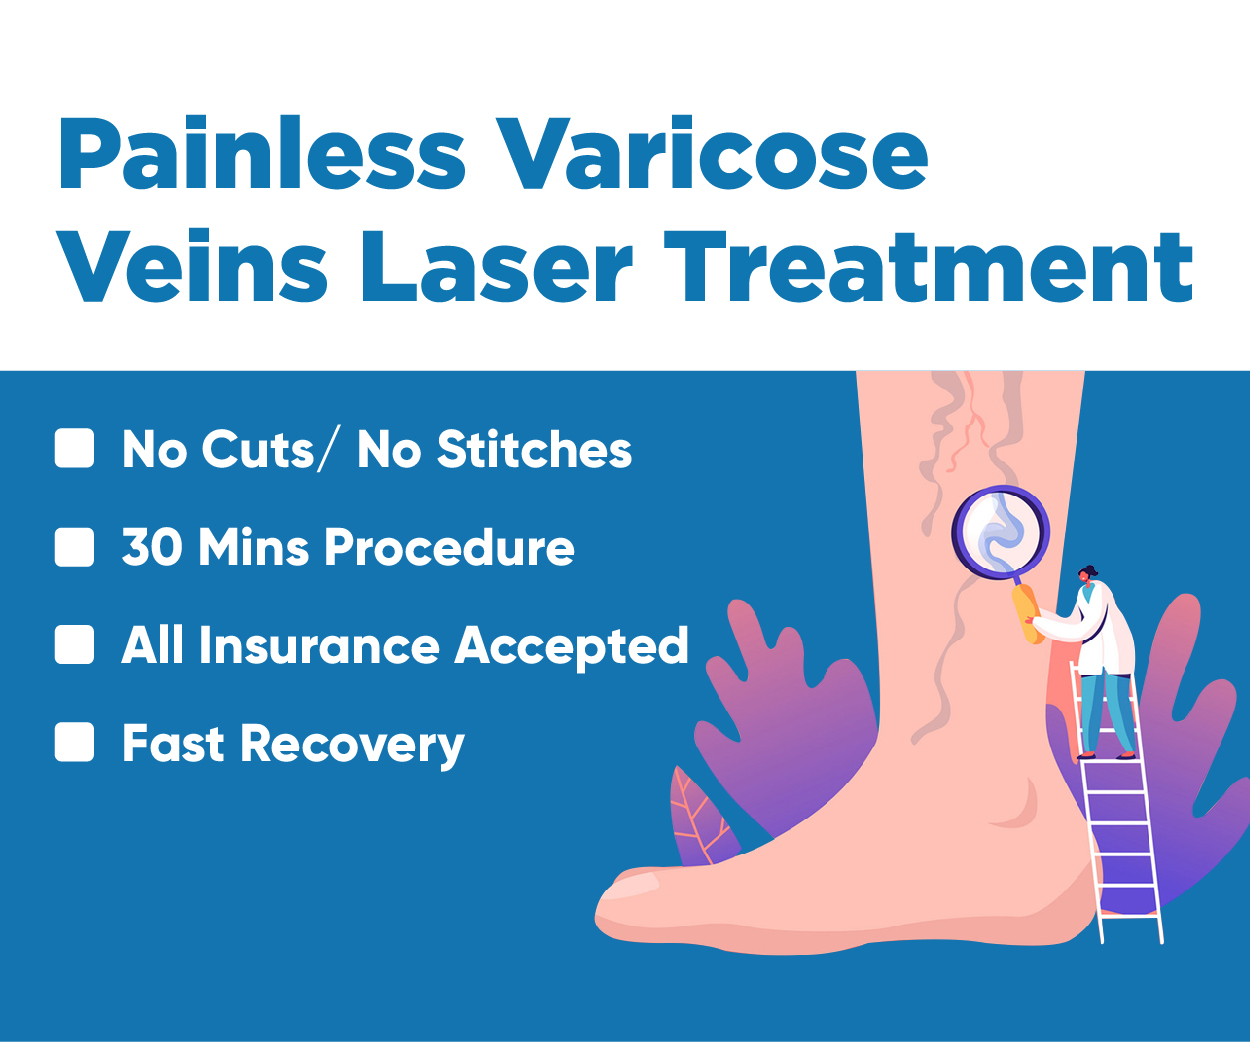 Painless Varicose
Veins Laser Treatment
No Cuts/ No Stitches
30 Mins Procedure
All Insurance Accepted
Fast Recovery